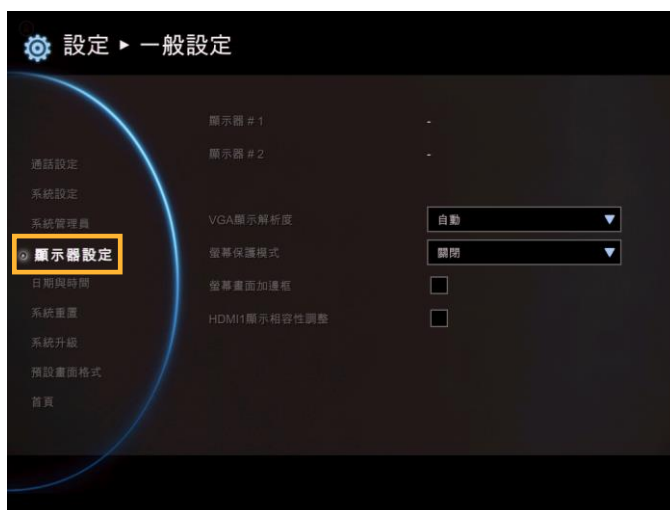 設定 ▸ 一般設定
顯示器 # 1 -
顯示器 # 2 -
通話設定
系統設定
系統管理員
顯示器設定
日期與時間
系統重置
系統升級
預設畫面格式
首頁
VGA顯示解析度 自動
螢幕保護模式 關閉
螢幕畫面加邊框
HDMI1顯示相容性調整